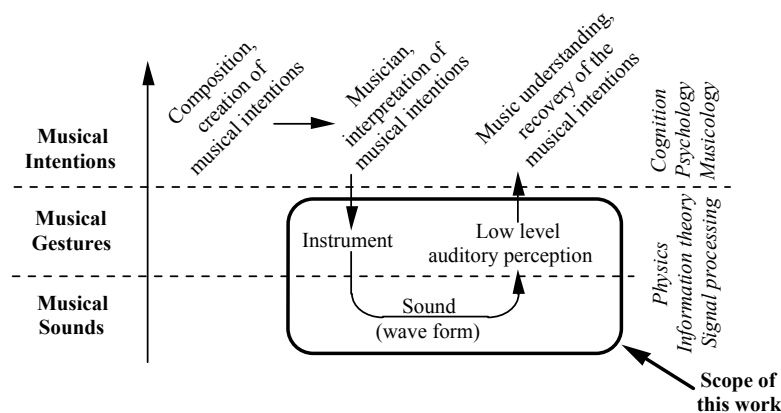 Composition,
creation of
musical intentions
Musician,
interpretation of
musical intentions
Music understanding,
recovery of the
musical intentions
Musical
Intentions
Cognition
Psychology
Musicology
Musical
Gestures
Instrument
Low level
auditory perception
Physics
Information theory
Signal processing
Musical
Sounds
Sound
(wave form)
Scope of
this work